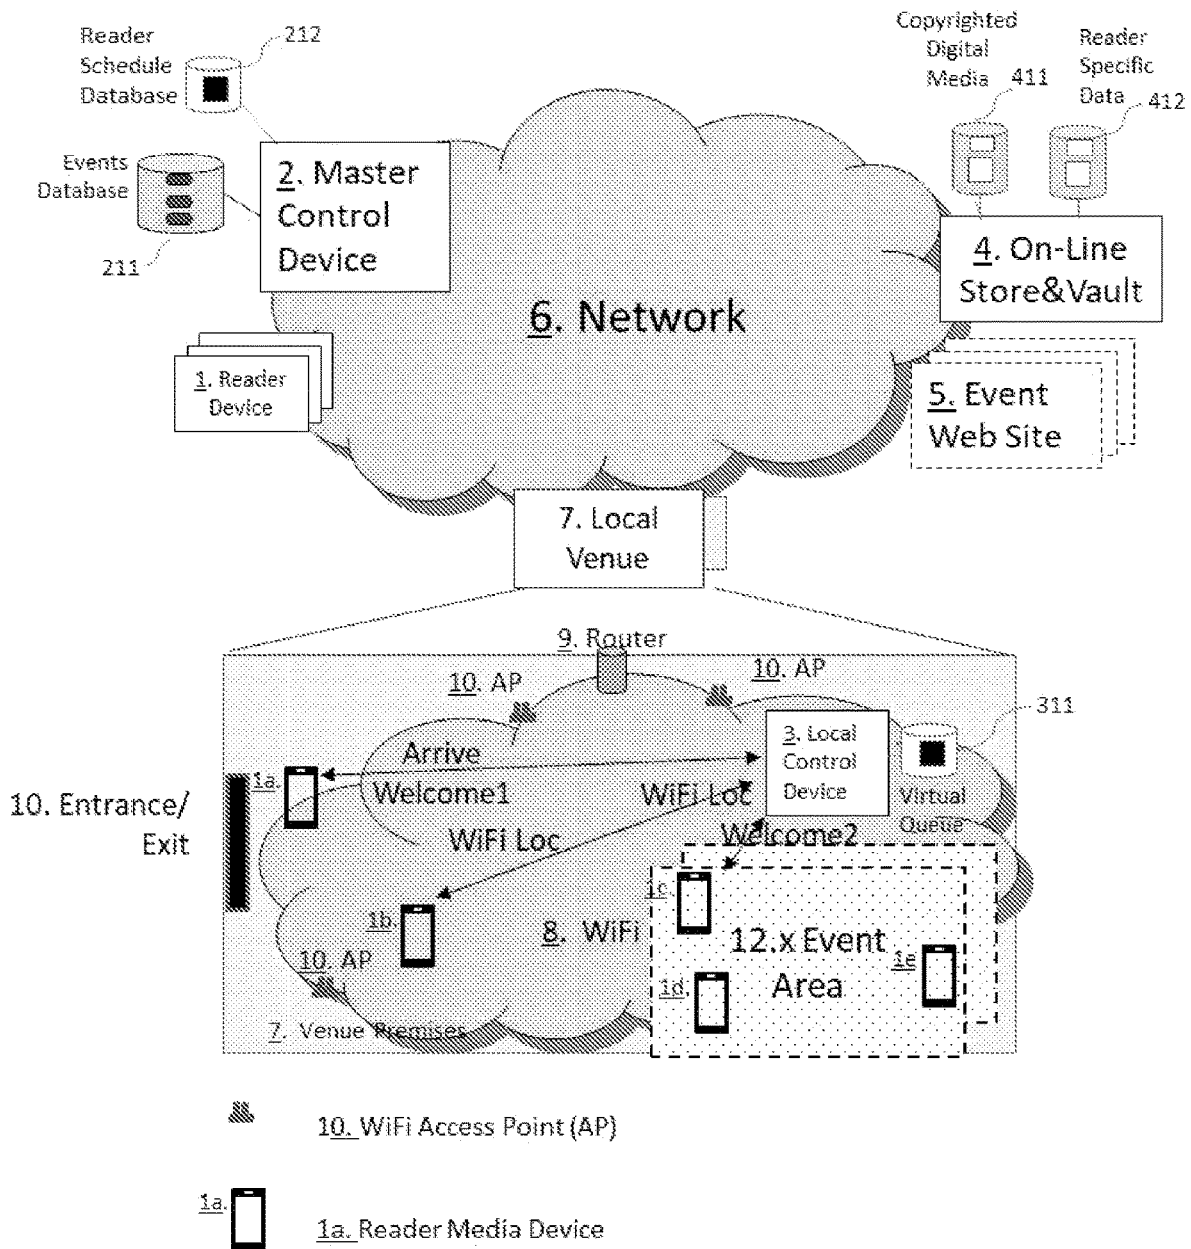 Reader
Schedule
Database
212
Events
Database
211
2. Master
Control
Device
Copyrighted
Digital
Media
411
Reader
Specific
Data
412
4. On-Line
Store&Vault
6. Network
1. Reader
Device
5. Event
Web Site
7. Local
Venue
9. Router
10. AP
10. AP
311
3. Local
Control
Device
Virtual
Queue
1a.
Arrive
Welcome1
WiFi Loc
WiFi Loc
Welcome2
10. Entrance/
Exit
1b.
1c.
8. WiFi
12.x Event
Area
1d.
1e
10. AP
7. Venue Premises
10. WiFi Access Point (AP)
1a.
1a. Reader Media Device